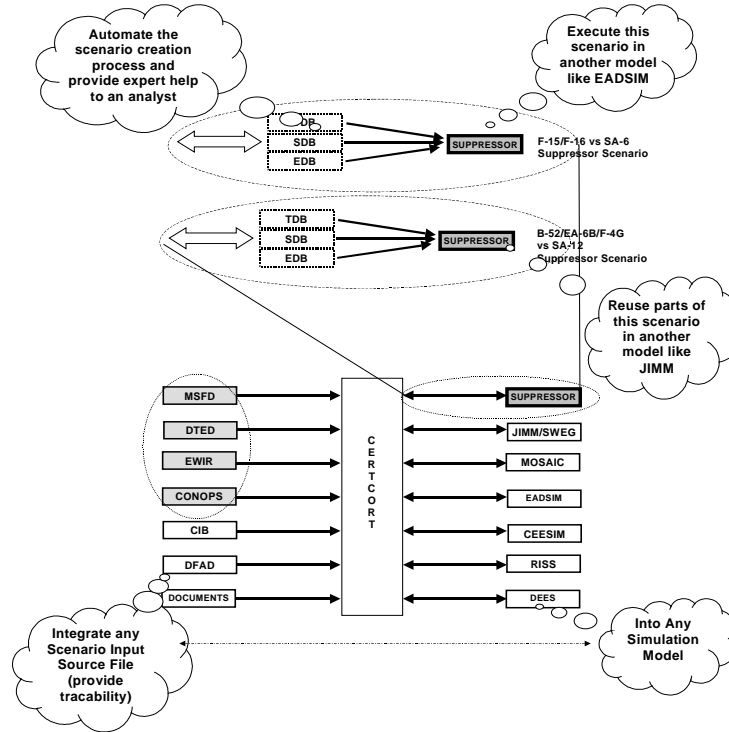 Automate the
scenario creation
process and
provide expert help
to an analyst
Execute this
scenario in
another model
like EADSIM
TDB
SDB
EDB
SUPPRESSOR
F-15/F-16 vs SA-6
Suppressor Scenario
TDB
SDB
EDB
SUPPRESSOR
B-52/EA-6B/F-4G
vs SA-12
Suppressor Scenario
Reuse parts of
this scenario
in another
model like
JIMM
MSFD
DTED
EWIR
CONOPS
CIB
DFAD
DOCUMENTS
CERTCORT
SUPPRESSOR
JIMM/SWEG
MOSAIC
EADSIM
CEESIM
RISS
DEES
Integrate any
Scenario Input
Source File
(provide
tracability)
Into Any
Simulation
Model